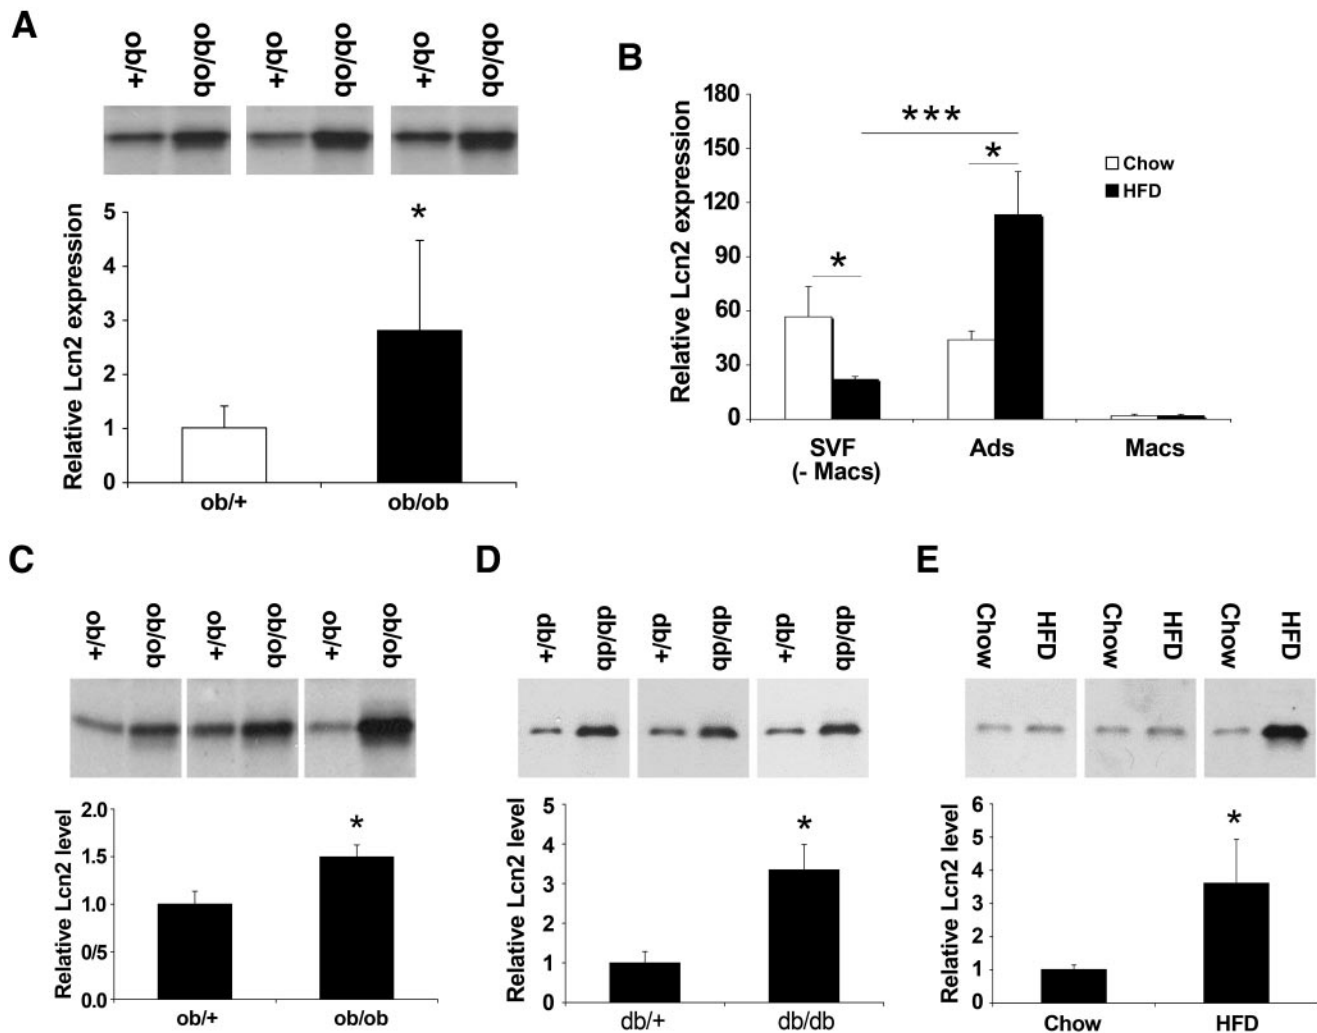 A
ob/+ ob/ob ob/+ ob/ob ob/+ ob/ob
Relative Lcn2 expression
5
4
3
2
1
0
*
ob/+ ob/ob
B
Relative Lcn2 expression
180
150
120
90
60
30
0
***
*
*
Chow
HFD
SVF Ads Macs
(- Macs)
C
ob/+ ob/ob ob/+ ob/ob ob/+ ob/ob
Relative Lcn2 level
2.0
1.5
1.0
0/5
0.0
*
ob/+ ob/ob
D
db/+ db/db db/+ db/db db/+ db/db
Relative Lcn2 level
5
4
3
2
1
0
*
db/+ db/db
E
Chow HFD Chow HFD Chow HFD
Relative Lcn2 level
6
5
4
3
2
1
0
*
Chow HFD